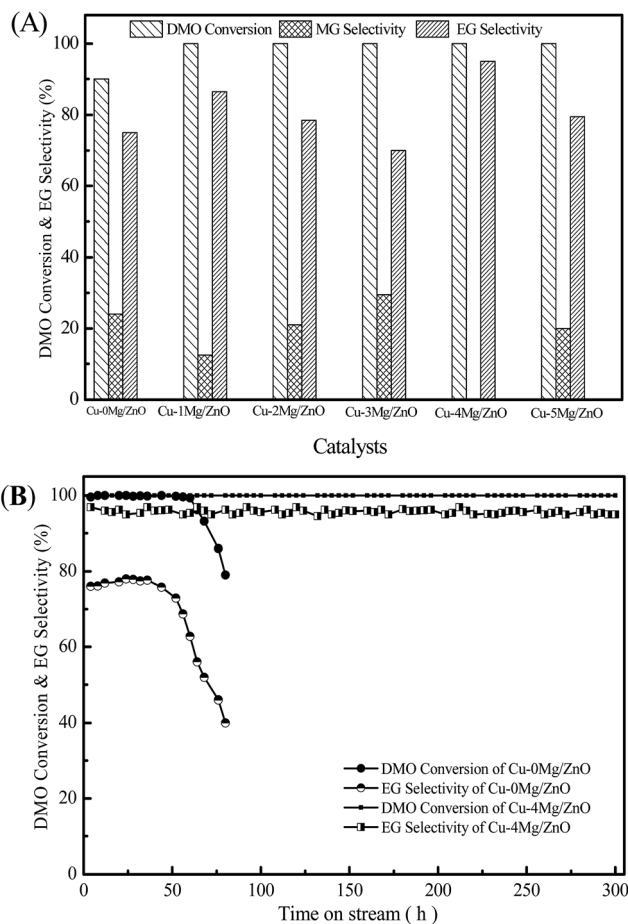 (A)
DMO Conversion MG Selectivity EG Selectivity
DMO Conversion & EG Selectivity (%)
100
80
60
40
20
0
Cu-0Mg/ZnO Cu-1Mg/ZnO Cu-2Mg/ZnO Cu-3Mg/ZnO Cu-4Mg/ZnO Cu-5Mg/ZnO
Catalysts
(B)
DMO Conversion & EG Selectivity (%)
100
80
60
40
20
0
DMO Conversion of Cu-0Mg/ZnO
EG Selectivity of Cu-0Mg/ZnO
DMO Conversion of Cu-4Mg/ZnO
EG Selectivity of Cu-4Mg/ZnO
0 50 100 150 200 250 300
Time on stream ( h )